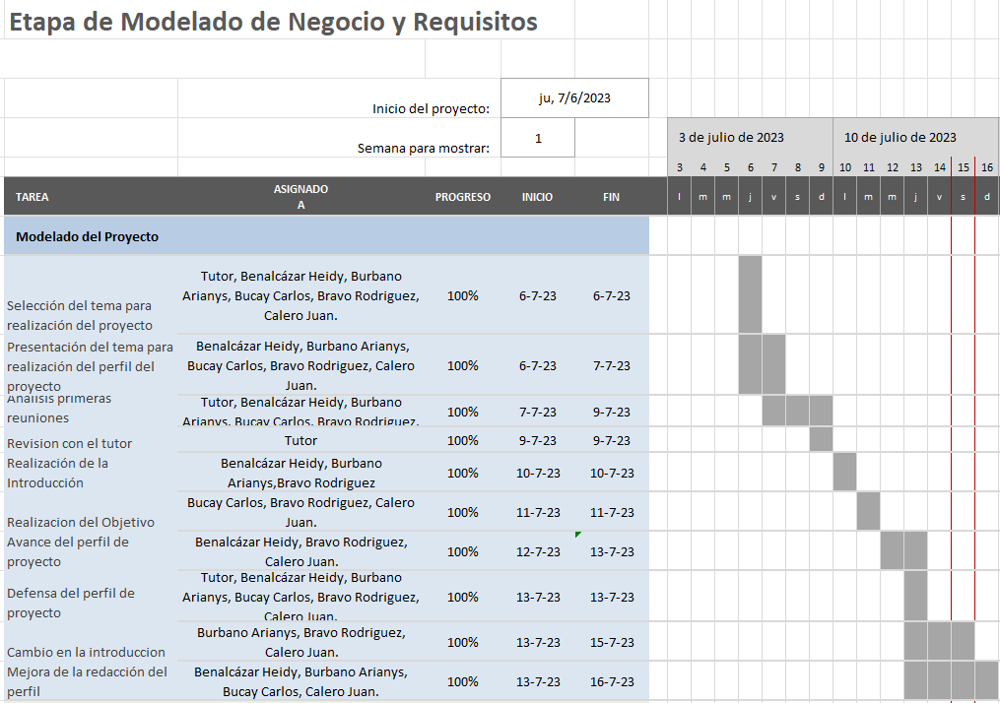 Etapa de Modelado de Negocio y Requisitos
Inicio del proyecto:
ju, 7/6/2023
Semana para mostrar:
1
3 de julio de 2023
10 de julio de 2023
3 4 5 6 7 8 9 10 11 12 13 14 15 16
TAREA
ASIGNADO
A
PROGRESO
INICIO
FIN
l m m j v s d l m m j v s d
Modelado del Proyecto
Selección del tema para
realización del proyecto
Tutor, Benalcázar Heidy, Burbano
Arianys, Bucay Carlos, Bravo Rodriguez,
Calero Juan.
100%
6-7-23
6-7-23
Presentación del tema para
realización del perfil del
proyecto
Benalcázar Heidy, Burbano Arianys,
Bucay Carlos, Bravo Rodriguez, Calero
Juan.
100%
6-7-23
7-7-23
Analisis primeras
reuniones
Tutor, Benalcázar Heidy, Burbano
Arianys, Bucay Carlos, Bravo Rodriguez,
100%
7-7-23
9-7-23
Revision con el tutor
Tutor
100%
9-7-23
9-7-23
Realización de la
Introducción
Benalcázar Heidy, Burbano
Arianys,Bravo Rodriguez
100%
10-7-23
10-7-23
Realizacion del Objetivo
Bucay Carlos, Bravo Rodriguez, Calero
Juan.
100%
11-7-23
11-7-23
Avance del perfil de
proyecto
Benalcázar Heidy, Bravo Rodriguez,
Calero Juan.
100%
12-7-23
13-7-23
Defensa del perfil de
proyecto
Tutor, Benalcázar Heidy, Burbano
Arianys, Bucay Carlos, Bravo Rodriguez,
Calero Juan.
100%
13-7-23
13-7-23
Cambio en la introduccion
Burbano Arianys, Bravo Rodriguez,
Calero Juan.
100%
13-7-23
15-7-23
Mejora de la redacción del
perfil
Benalcázar Heidy, Burbano Arianys,
Bucay Carlos, Calero Juan.
100%
13-7-23
16-7-23